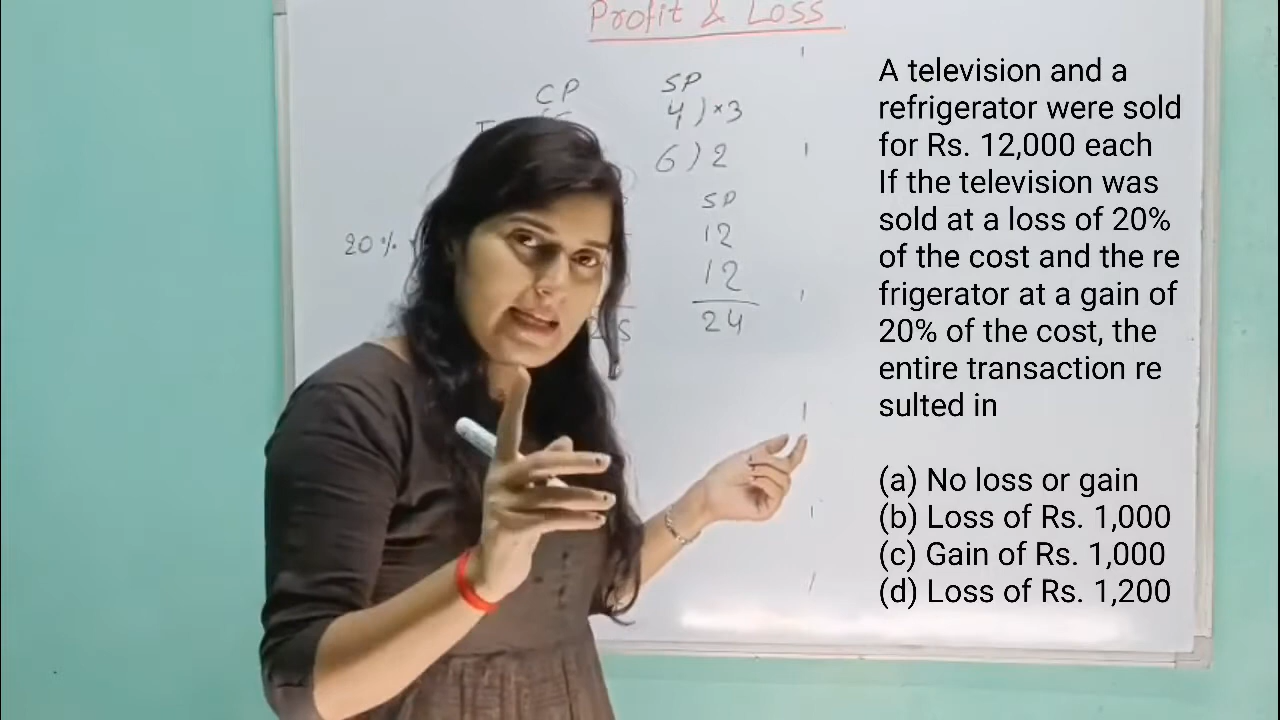 Profit & Loss
CP SP
4 ) ×3
6 ) 2
SP
20% 12
12
25 24
A television and a
refrigerator were sold
for Rs. 12,000 each
If the television was
sold at a loss of 20%
of the cost and the re
frigerator at a gain of
20% of the cost, the
entire transaction re
sulted in
(a) No loss or gain
(b) Loss of Rs. 1,000
(c) Gain of Rs. 1,000
(d) Loss of Rs. 1,200